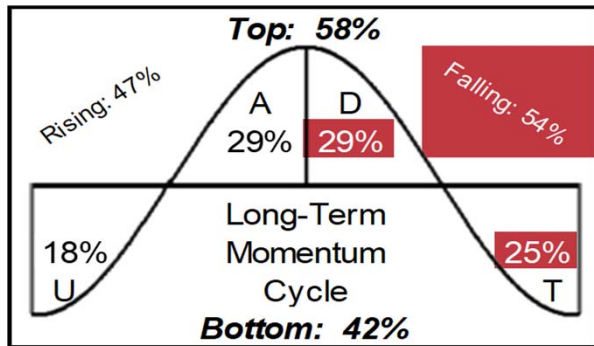 Top: 58%
Rising: 47%
Falling: 54%
A
D
29%
29%
Long-Term
18%
Momentum
25%
U
Cycle
T
Bottom: 42%